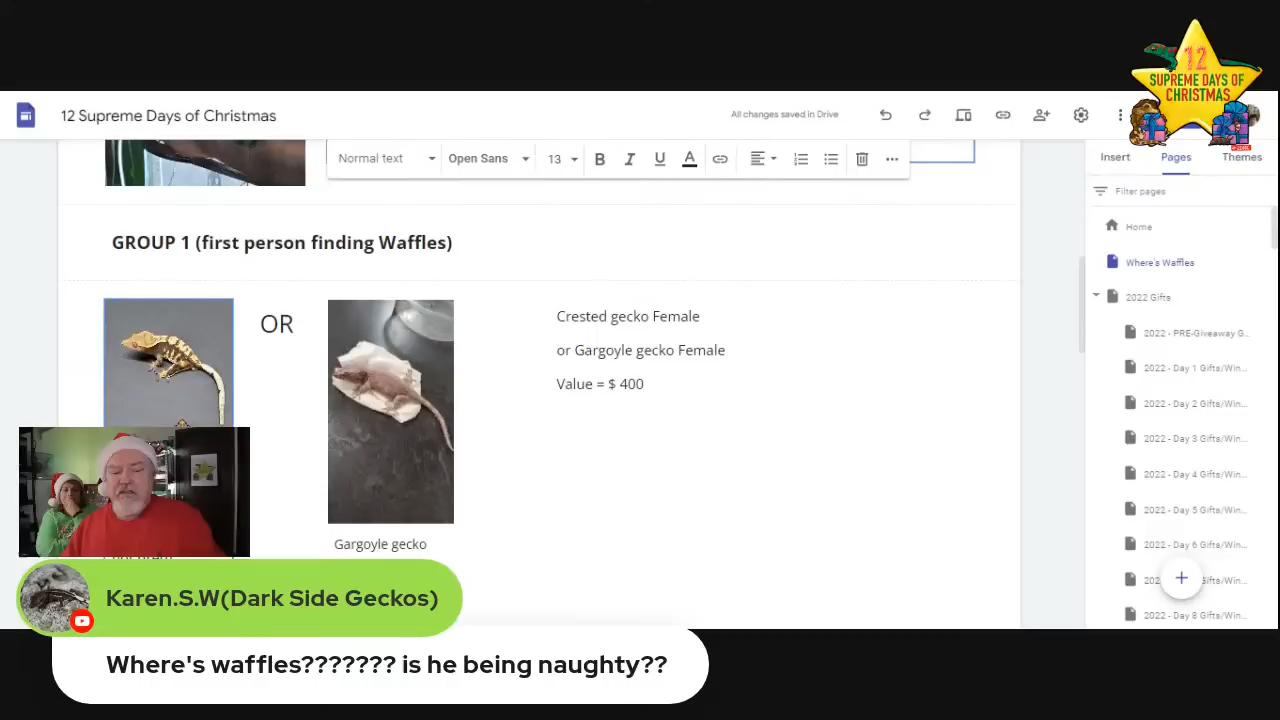 12
SUPREME DAYS OF
CHRISTMAS
12 Supreme Days of Christmas
All changes saved in Drive
Normal text
Open Sans
13
B
I
U
A
Insert
Pages
Themes
Filter pages
Home
Where's Waffles
2022 Gifts
2022 - PRE-Giveaway G...
2022 - Day 1 Gifts/Win...
2022 - Day 2 Gifts/Win...
2022 - Day 3 Gifts/Win...
2022 - Day 4 Gifts/Win...
2022 - Day 5 Gifts/Win...
2022 - Day 6 Gifts/Win...
2022 - Day 8 Gifts/Win...
GROUP 1 (first person finding Waffles)
OR
Crested gecko Female
or Gargoyle gecko Female
Value = $ 400
Gargoyle gecko
Karen.S.W(Dark Side Geckos)
Where's waffles??????? is he being naughty??